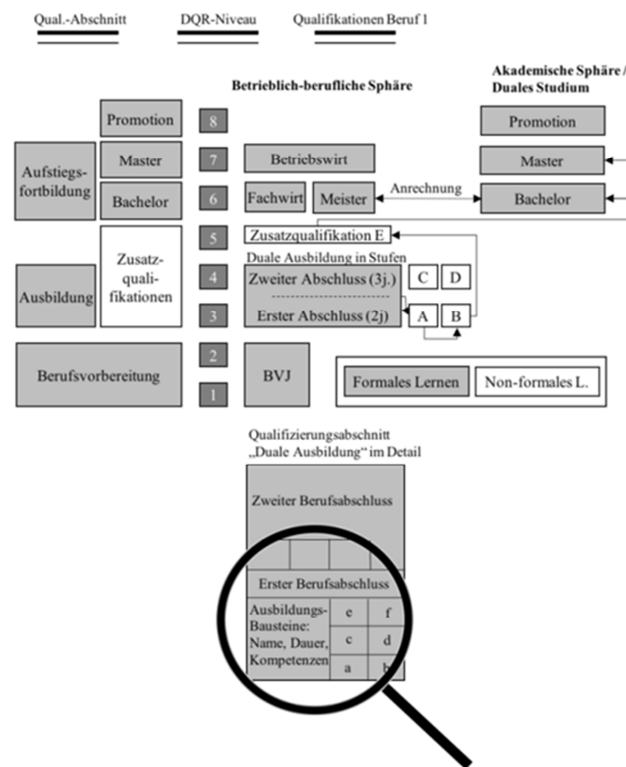 Qual.-Abschnitt
DQR-Niveau
Qualifikationen Beruf 1
Betrieblich-berufliche Sphäre
Akademische Sphäre /
Duales Studium
Promotion
8
Promotion
Aufstiegs-
fortbildung
Master
7
Betriebswirt
Master
Bachelor
6
Fachwirt
Meister
Anrechnung
Bachelor
Zusatz-
quali-
fikationen
5
Zusatzqualifikation E
Duale Ausbildung in Stufen
Ausbildung
4
Zweiter Abschluss (3j.)
C
D
3
Erster Abschluss (2j)
A
B
Berufsvorbereitung
2
1
BVJ
Formales Lernen
Non-formales L.
Qualifizierungsabschnitt
„Duale Ausbildung“ im Detail
Zweiter Berufsabschluss
Erster Berufsabschluss
Ausbildungs-
Bausteine:
Name, Dauer,
Kompetenzen
e
f
c
d
a
b